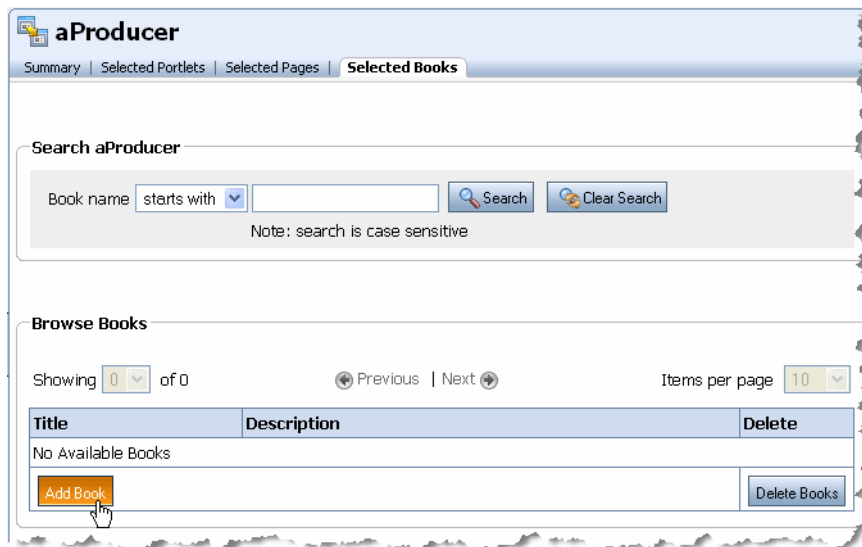 aProducer
Summary | Selected Portlets | Selected Pages | Selected Books
Search aProducer
Book name starts with Search Clear Search
Note: search is case sensitive
Browse Books
Showing 0 of 0 Previous | Next Items per page 10
Title Description Delete
No Available Books
Add Book Delete Books